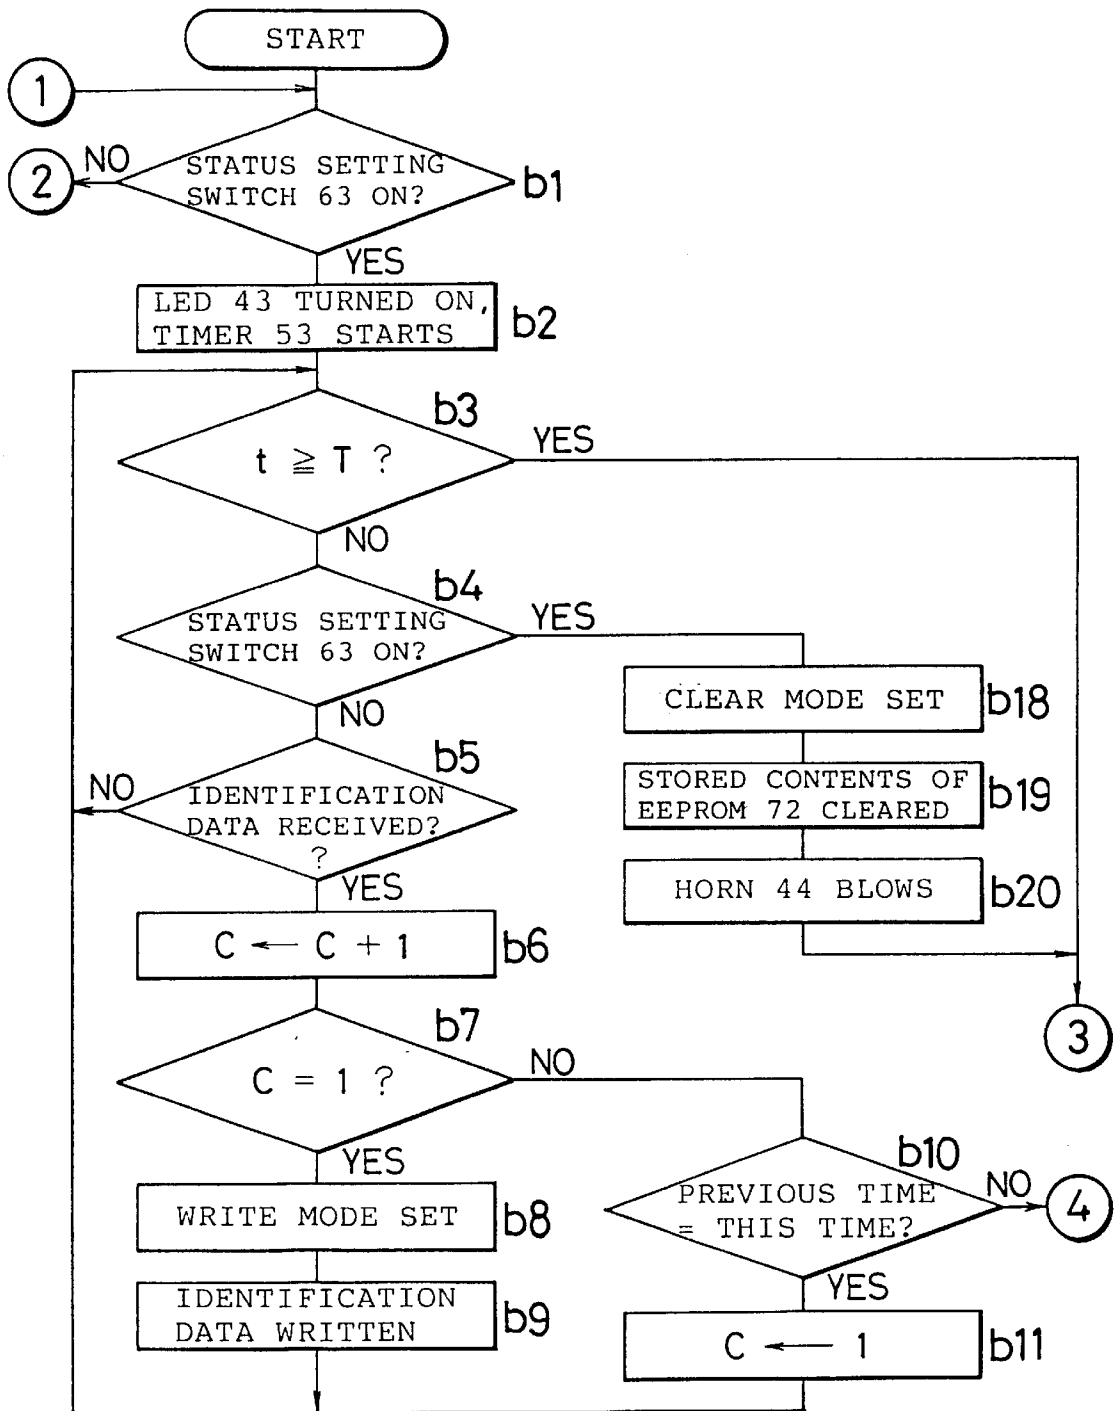 START
1
2
NO
STATUS SETTING
SWITCH 63 ON?
b1
YES
LED 43 TURNED ON,
TIMER 53 STARTS
b2
b3
t ≧ T ?
YES
NO
b4
STATUS SETTING
SWITCH 63 ON?
YES
NO
CLEAR MODE SET
b18
b5
NO
IDENTIFICATION
DATA RECEIVED?
?
YES
STORED CONTENTS OF
EEPROM 72 CLEARED
b19
HORN 44 BLOWS
b20
C ← C + 1
b6
3
b7
C = 1 ?
NO
YES
b10
PREVIOUS TIME
= THIS TIME?
NO
4
YES
WRITE MODE SET
b8
IDENTIFICATION
DATA WRITTEN
b9
C ← 1
b11